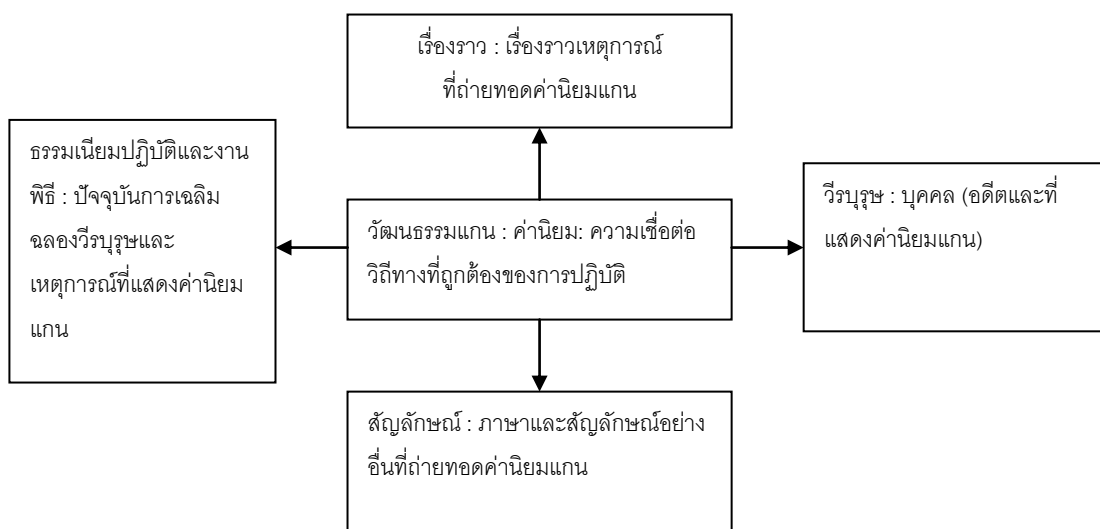 เรื่องราว : เรื่องราวเหตุการณ์
ที่ถ่ายทอดค่านิยมแกน
ธรรมเนียมปฏิบัติและงาน
พิธี : ปัจจุบันการเฉลิม
ฉลองวีรบุรุษและ
เหตุการณ์ที่แสดงค่านิยม
แกน
วัฒนธรรมแกน : ค่านิยม: ความเชื่อต่อ
วิถีทางที่ถูกต้องของการปฏิบัติ
วีรบุรุษ : บุคคล (อดีตและที่
แสดงค่านิยมแกน)
สัญลักษณ์ : ภาษาและสัญลักษณ์อย่าง
อื่นที่ถ่ายทอดค่านิยมแกน